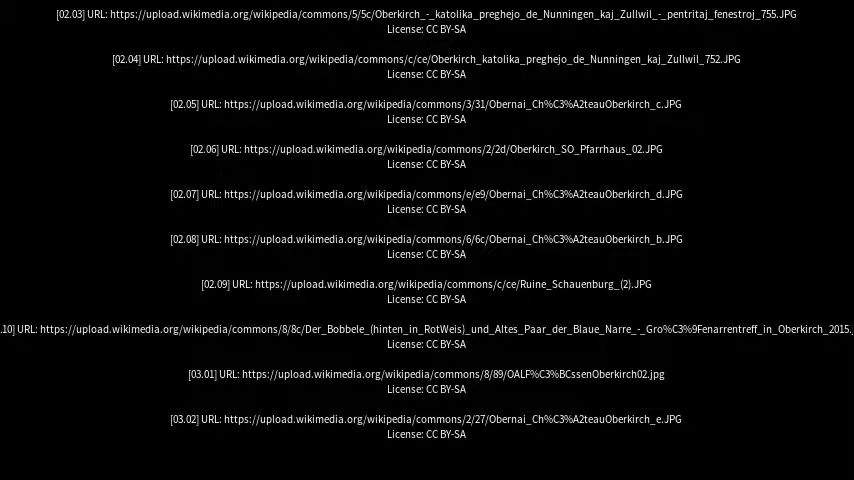 [02.03] URL: https://upload.wikimedia.org/wikipedia/commons/5/5c/Oberkirch_-_katolika_preghejo_de_Nunningen_kaj_Zullwil_-_pentritaj_fenestroj_755.JPG
License: CC BY-SA
[02.04] URL: https://upload.wikimedia.org/wikipedia/commons/c/ce/Oberkirch_katolika_preghejo_de_Nunningen_kaj_Zullwil_752.JPG
License: CC BY-SA
[02.05] URL: https://upload.wikimedia.org/wikipedia/commons/3/31/Obernai_Ch%C3%A2teauOberkirch_c.JPG
License: CC BY-SA
[02.06] URL: https://upload.wikimedia.org/wikipedia/commons/2/2d/Oberkirch_SO_Pfarrhaus_02.JPG
License: CC BY-SA
[02.07] URL: https://upload.wikimedia.org/wikipedia/commons/e/e9/Obernai_Ch%C3%A2teauOberkirch_d.JPG
License: CC BY-SA
[02.08] URL: https://upload.wikimedia.org/wikipedia/commons/6/6c/Obernai_Ch%C3%A2teauOberkirch_b.JPG
License: CC BY-SA
[02.09] URL: https://upload.wikimedia.org/wikipedia/commons/c/ce/Ruine_Schauenburg_(2).JPG
License: CC BY-SA
.10] URL: https://upload.wikimedia.org/wikipedia/commons/8/8c/Der_Bobbele_(hinten_in_RotWeis)_und_Altes_Paar_der_Blaue_Narre_-_Gro%C3%9Fenarrentreff_in_Oberkirch_2015.j
License: CC BY-SA
[03.01] URL: https://upload.wikimedia.org/wikipedia/commons/8/89/OALF%C3%BCssenOberkirch02.jpg
License: CC BY-SA
[03.02] URL: https://upload.wikimedia.org/wikipedia/commons/2/27/Obernai_Ch%C3%A2teauOberkirch_e.JPG
License: CC BY-SA